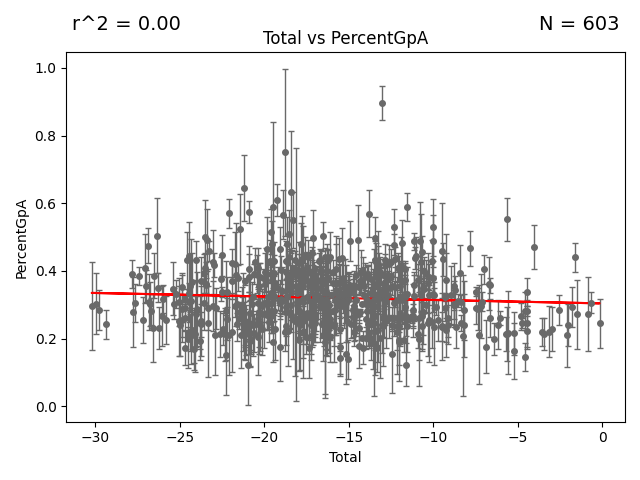 r^2 = 0.00
N = 603
Total vs PercentGpA
1.0
0.8
0.6
0.4
0.2
0.0
PercentGpA
−30
−25
−20
−15
−10
−5
0
Total